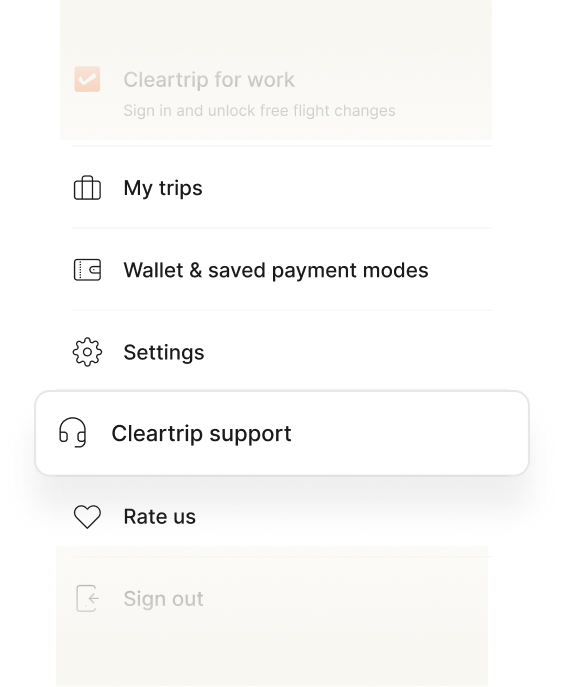 Cleartrip for work
Sign in and unlock free flight changes
My trips
Wallet & saved payment modes
Settings
Cleartrip support
Rate us
Sign out